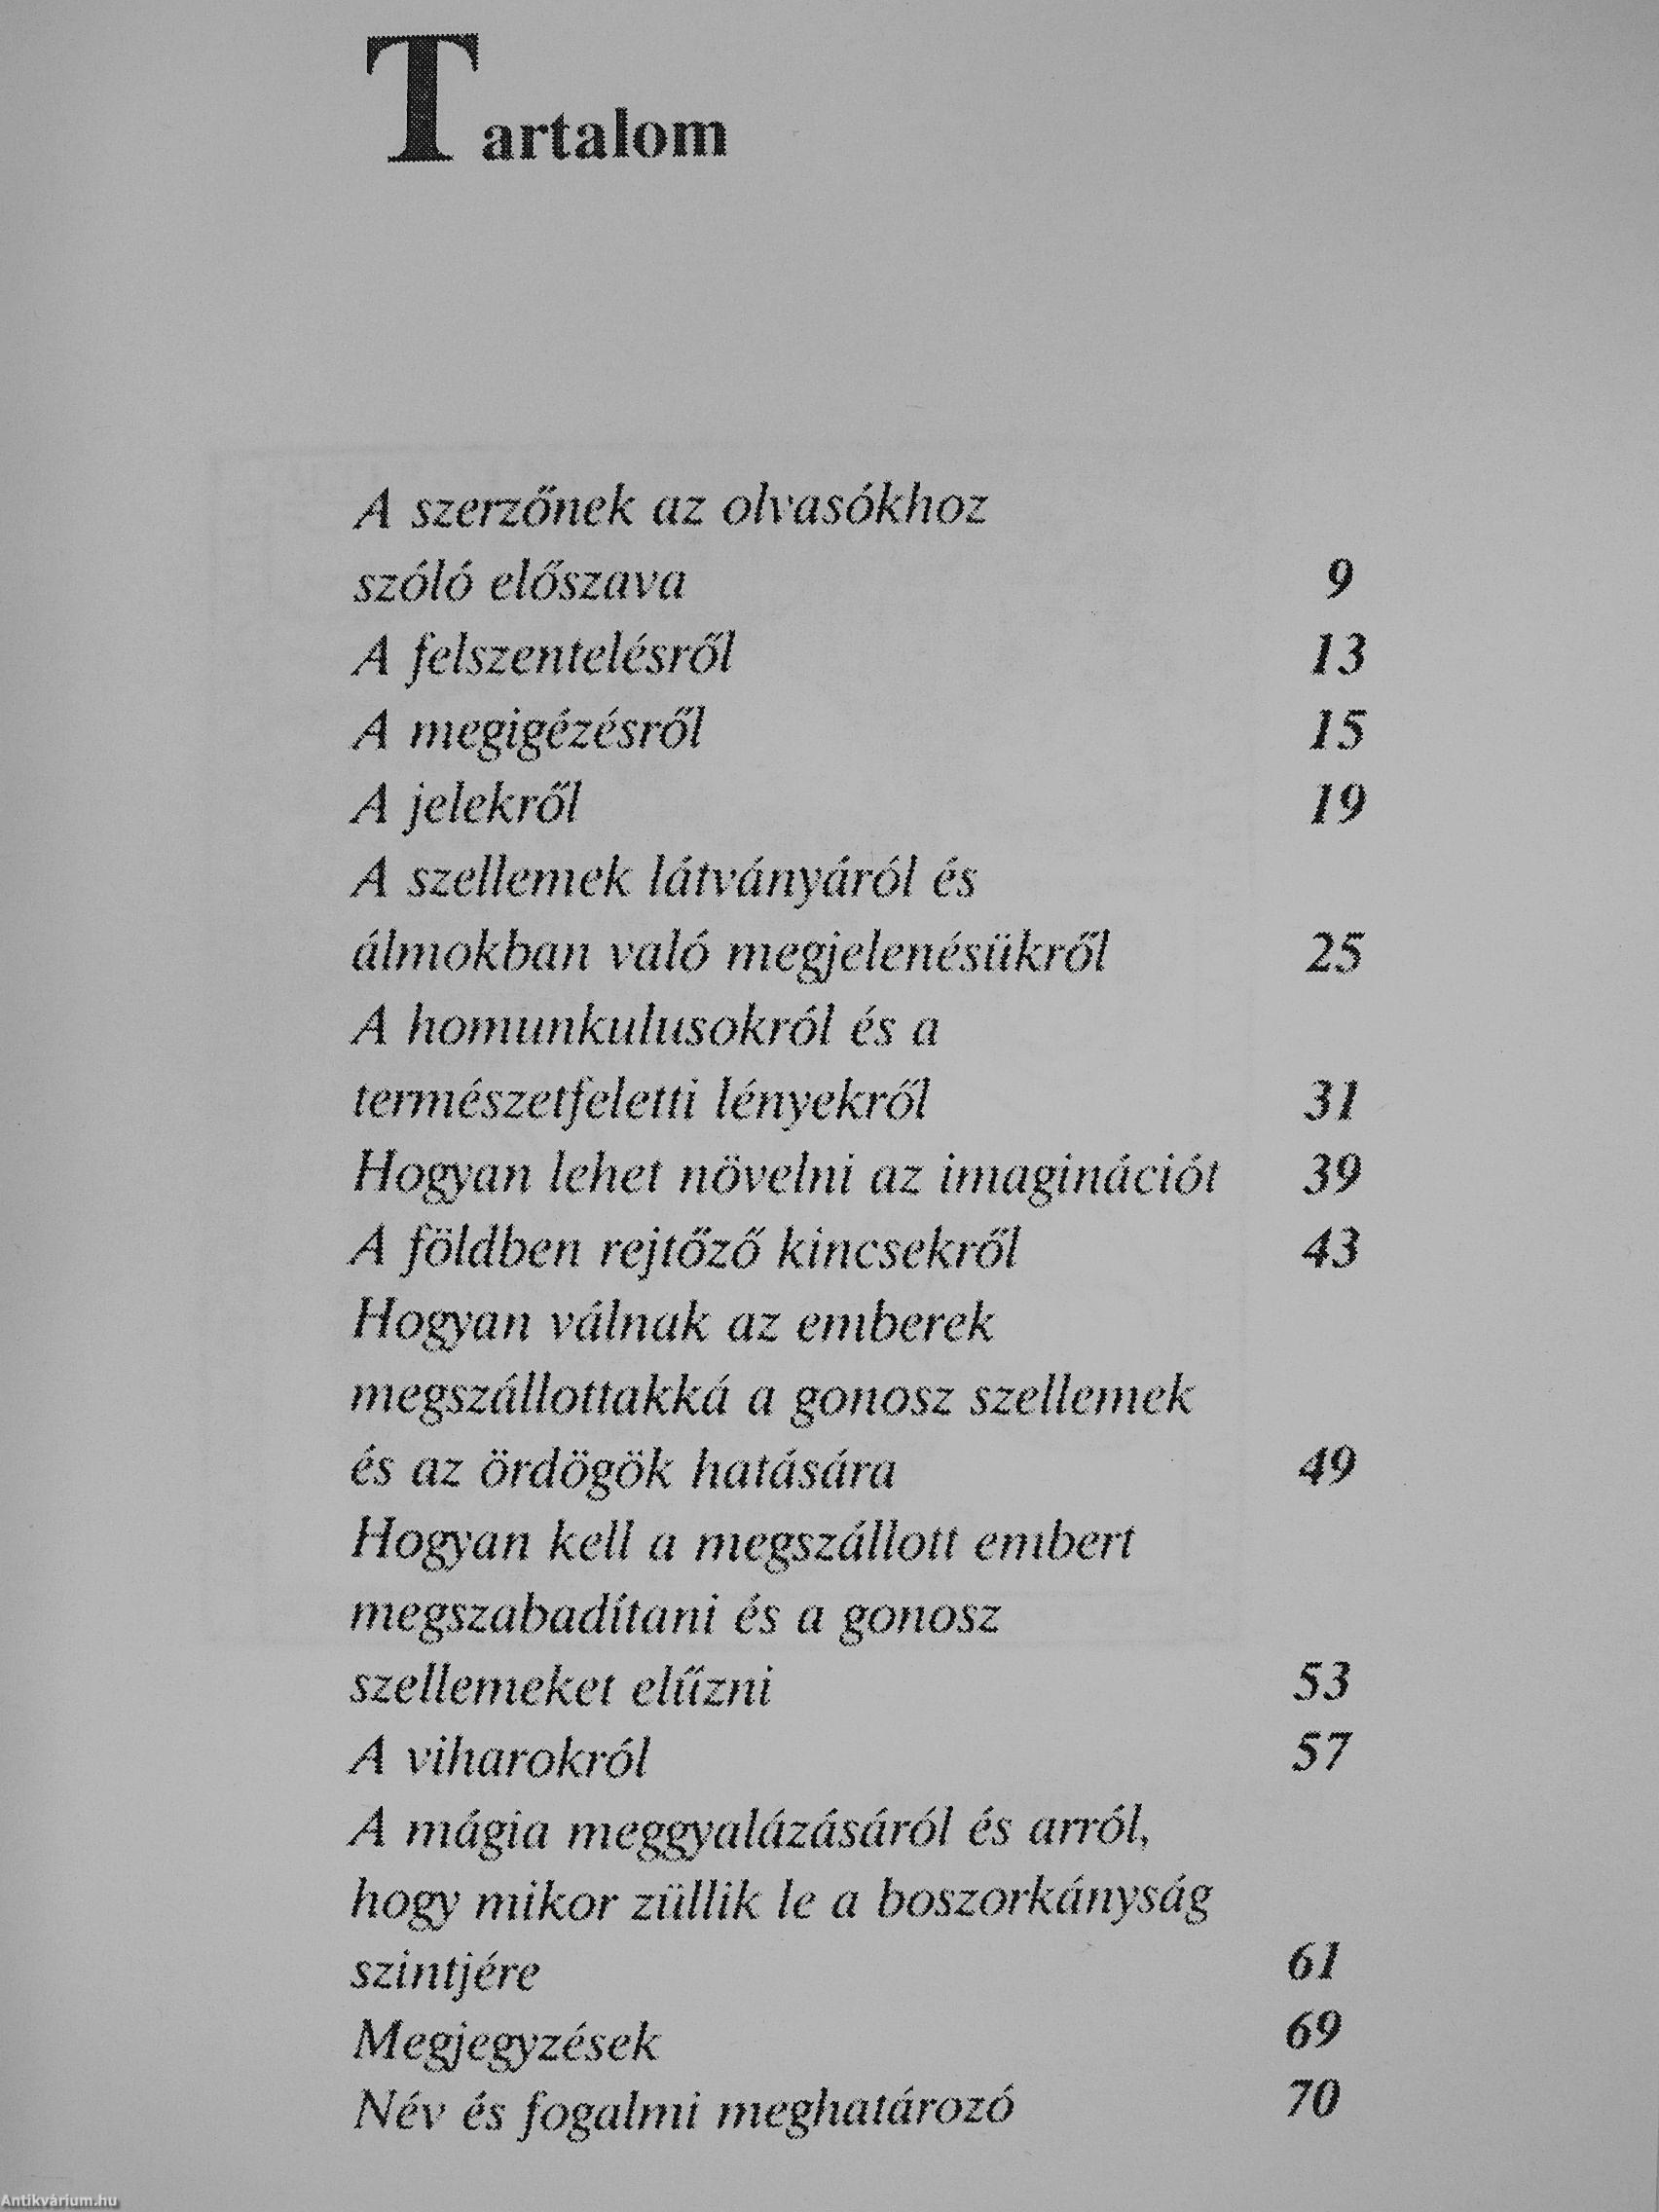 Tartalom
A szerzőnek az olvasókhoz
szóló előszava 9
A felszentelésről 13
A megigézésről 15
A jelekről 19
A szellemek látványáról és
álmokban való megjelenésükről 25
A homunkulusokról és a
természetfeletti lényekről 31
Hogyan lehet növelni az imaginációt 39
A földben rejtőző kincsekről 43
Hogyan válnak az emberek
megszállottakká a gonosz szellemek
és az ördögök hatására 49
Hogyan kell a megszállott embert
megszabadítani és a gonosz
szellemeket elűzni 53
A viharokról 57
A mágia meggyalázásáról és arról,
hogy mikor züllik le a boszorkányság
szintjére 61
Megjegyzések 69
Név és fogalmi meghatározó 70
Antikvárium.hu